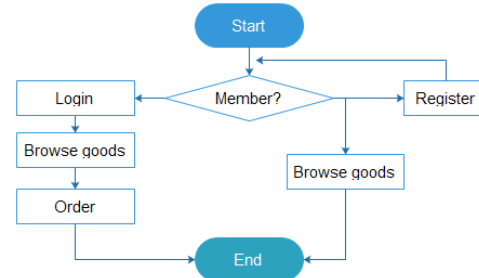 Start
Login
Member?
Register
Browse goods
Browse goods
Order
End